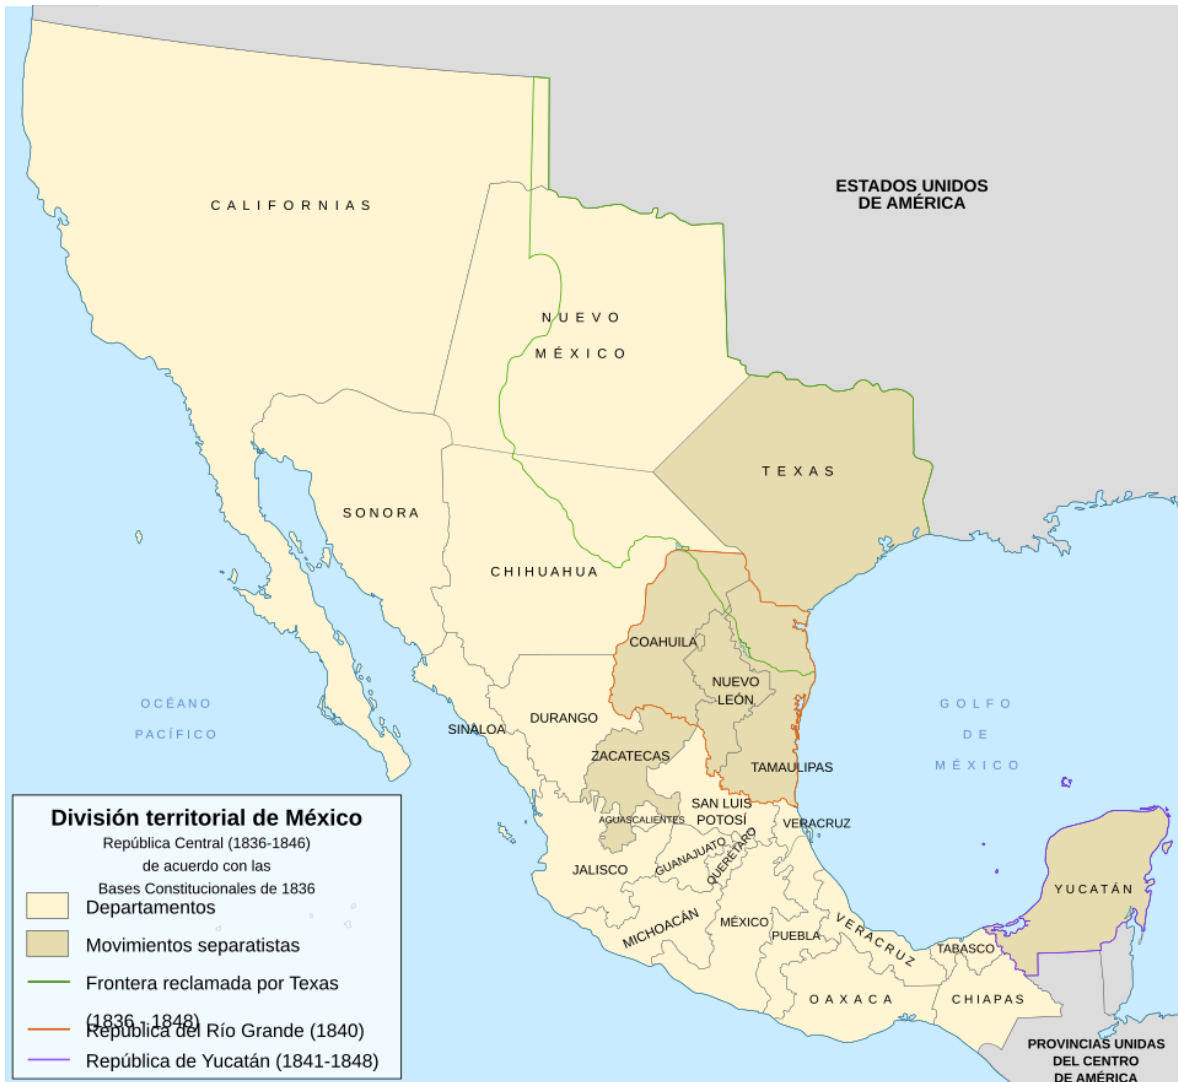 ESTADOS UNIDOS
DE AMÉRICA
CALIFORNIAS
NUEVO
MÉXICO
TEXAS
SONORA
CHIHUAHUA
COAHUILA
NUEVO
LEÓN
OCÉANO
PACÍFICO
GOLFO
DE
MÉXICO
SINALOA
DURANGO
ZACATECAS
TAMAULIPAS
SAN LUIS
POTOSÍ
AGUASCALIENTES
VERACRUZ
JALISCO
GUANAJUATO
QUERÉTARO
YUCATÁN
MICHOACÁN
MÉXICO
PUEBLA
VERACRUZ
TABASCO
OAXACA
CHIAPAS
PROVINCIAS UNIDAS
DEL CENTRO
DE AMÉRICA
División territorial de México
República Central (1836-1846)
de acuerdo con las
Bases Constitucionales de 1836
Departamentos
Movimientos separatistas
Frontera reclamada por Texas
(1836 - 1848)
República del Río Grande (1840)
República de Yucatán (1841-1848)